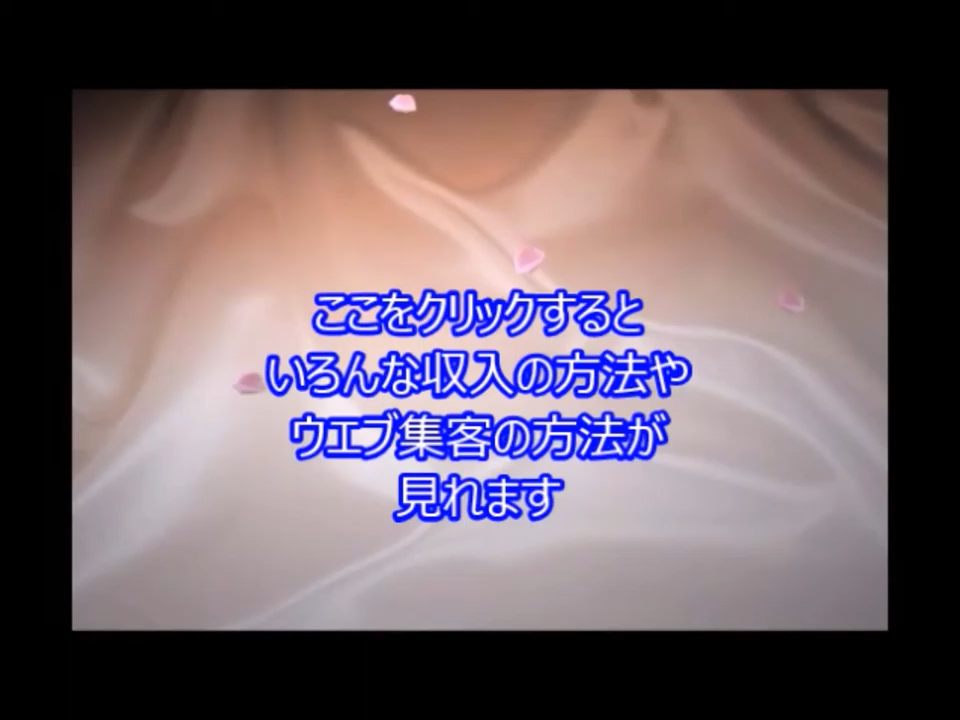 ここをクリックすると
いろんな収入の方法や
ウエブ集客の方法が
見れます